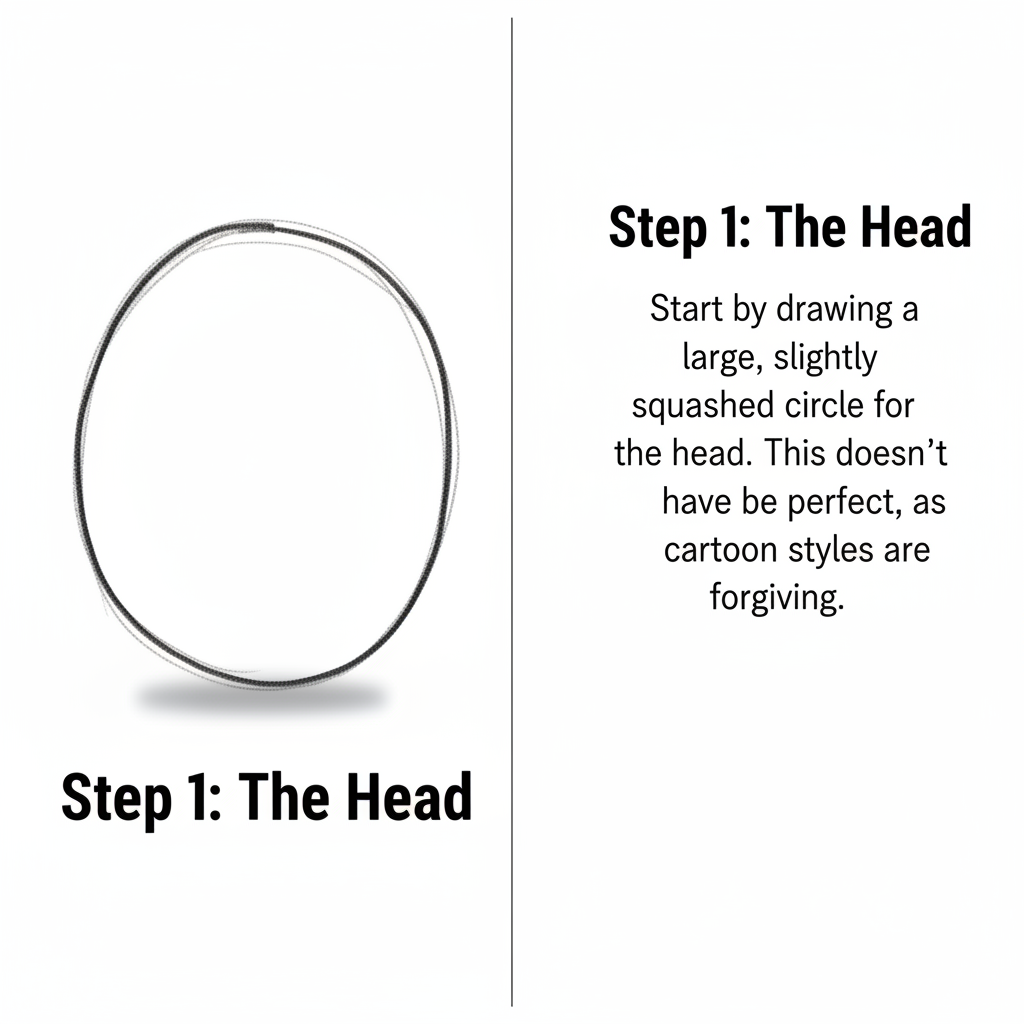 Step 1: The Head
Step 1: The Head
Start by drawing a
large, slightly
squashed circle for
the head. This doesn’t
have be perfect, as
cartoon styles are
forgiving.